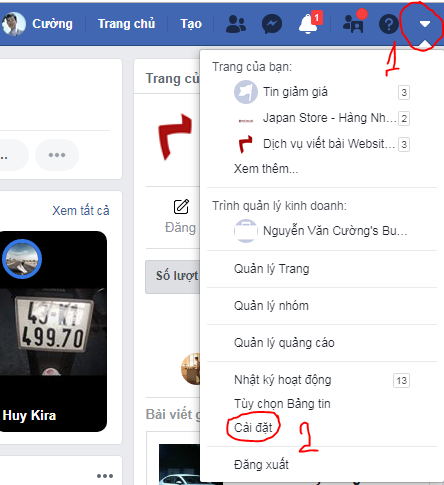 Cường Trang chủ Tạo 1
1
Trang của
Trang của bạn:
Tin giảm giá 3
Japan Store - Hàng Nh... 2
Dịch vụ viết bài Websit... 3
Xem thêm...
Trình quản lý kinh doanh:
Nguyễn Văn Cường's Bu...
Quản lý Trang
Quản lý nhóm
Quản lý quảng cáo
Nhật ký hoạt động 13
Tùy chọn Bảng tin
Cài đặt 2
Đăng xuất
...
Xem tất cả
499.70
Huy Kira
Đăng
Số lượt
Bài viết g